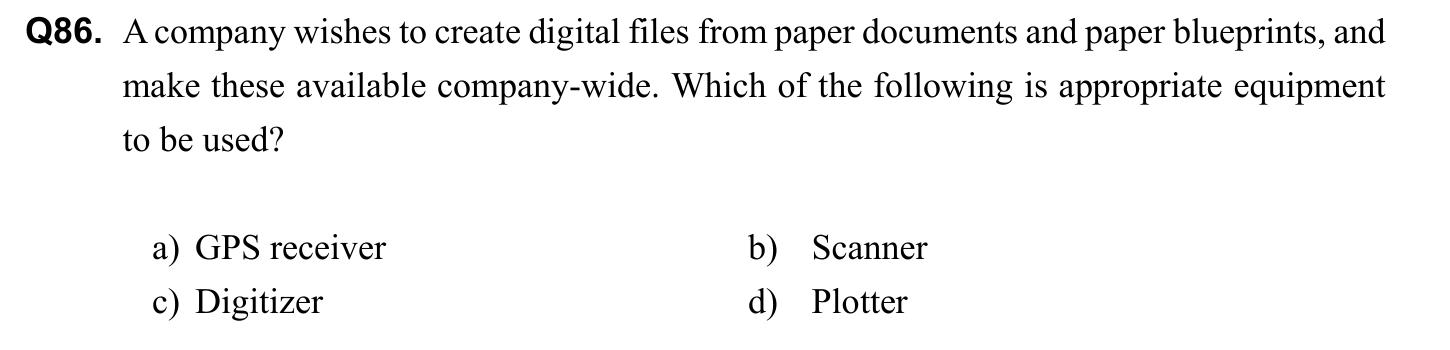 Q86. A company wishes to create digital files from paper documents and paper blueprints, and
make these available company-wide. Which of the following is appropriate equipment
to be used?
a) GPS receiver b) Scanner
c) Digitizer d) Plotter